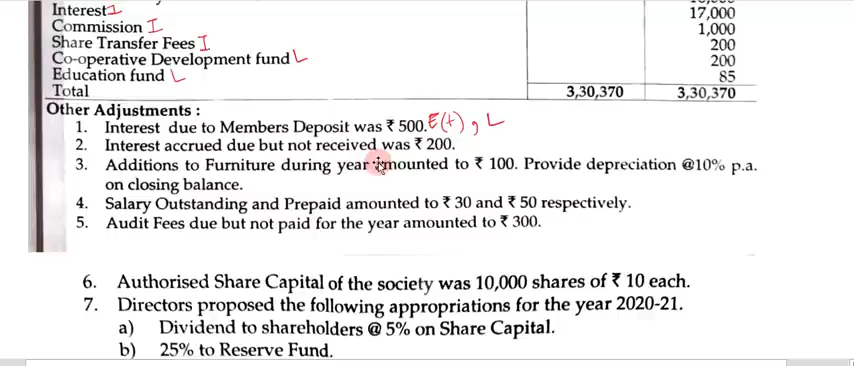 Interest I
Commission I 17,000
Share Transfer Fees I 1,000
Co-operative Development fund L 200
Education fund L 200
85
Total 3,30,370 3,30,370
Other Adjustments :
1. Interest due to Members Deposit was ₹ 500. E(+) , L
2. Interest accrued due but not received was ₹ 200.
3. Additions to Furniture during year amounted to ₹ 100. Provide depreciation @10% p.a.
on closing balance.
4. Salary Outstanding and Prepaid amounted to ₹ 30 and ₹ 50 respectively.
5. Audit Fees due but not paid for the year amounted to ₹ 300.
6. Authorised Share Capital of the society was 10,000 shares of ₹ 10 each.
7. Directors proposed the following appropriations for the year 2020-21.
a) Dividend to shareholders @ 5% on Share Capital.
b) 25% to Reserve Fund.